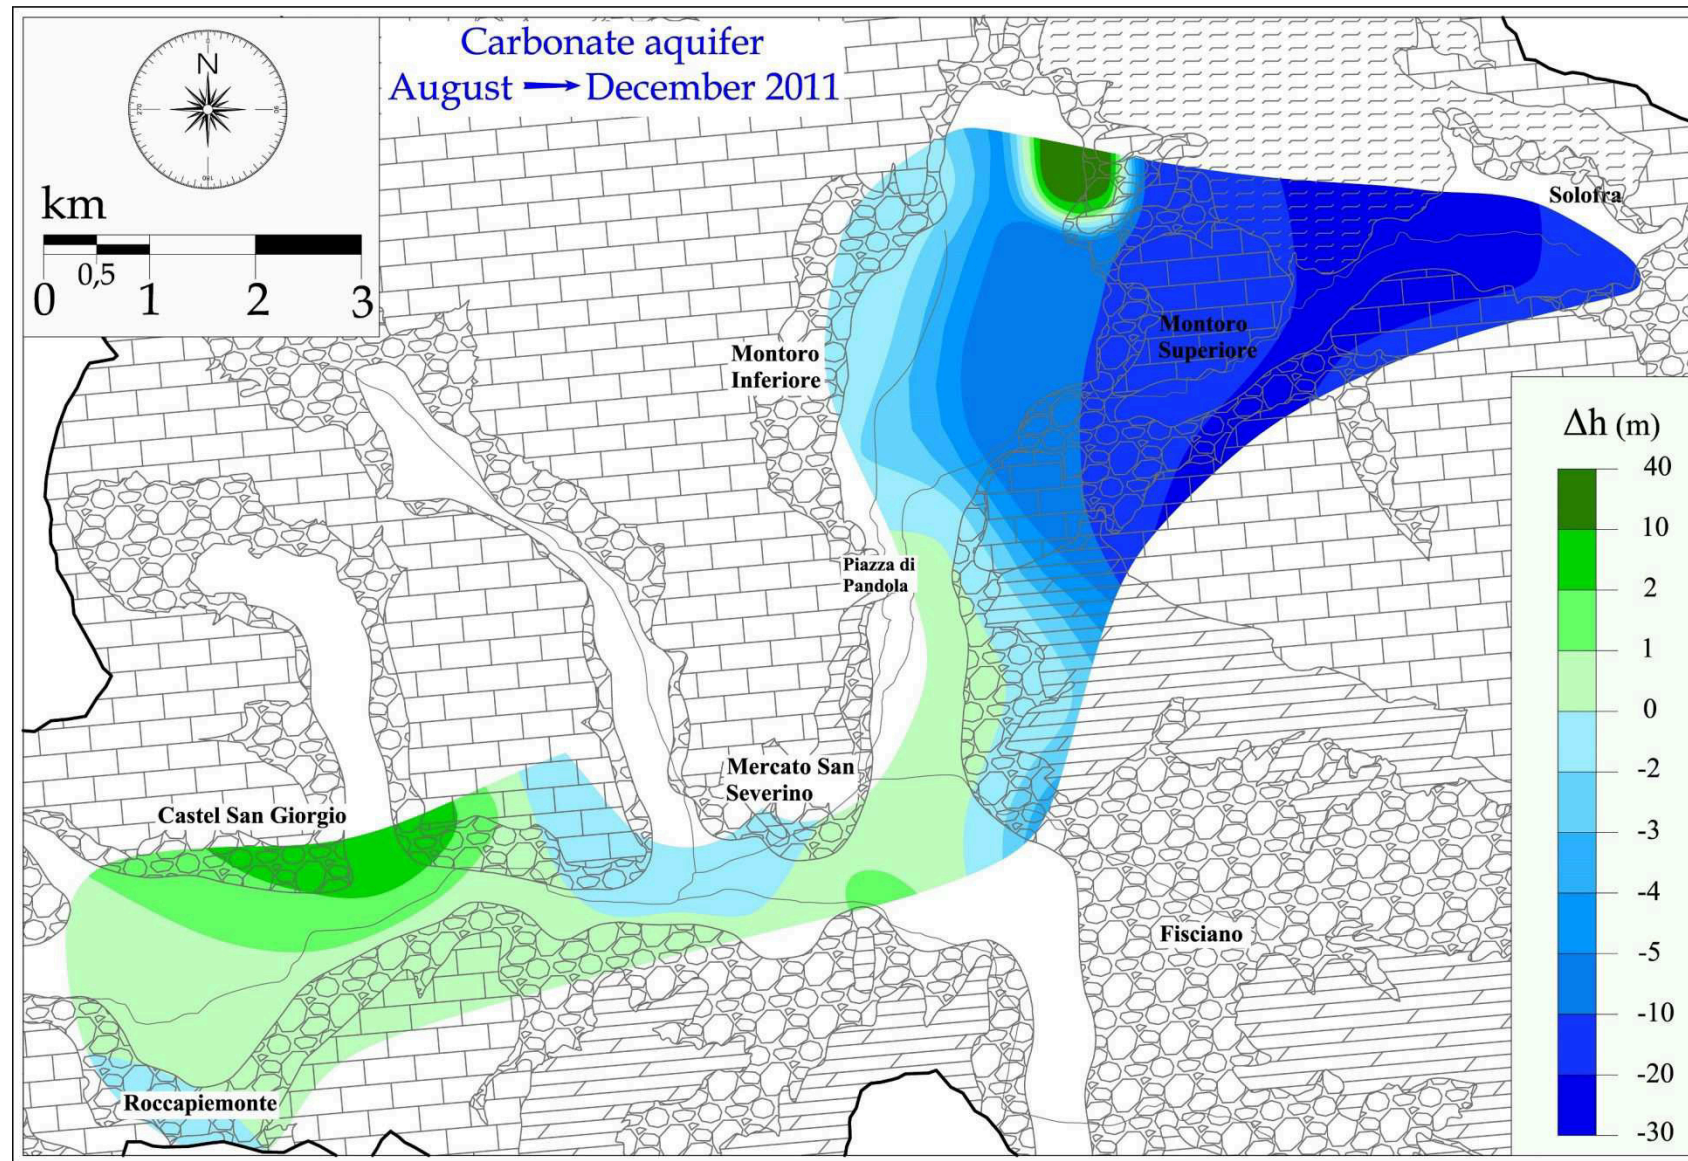 Carbonate aquifer
August → December 2011
N
km
0,5
0 1 2 3
Solofra
Montoro
Superiore
Montoro
Inferiore
Piazza di
Pandola
Mercato San
Severino
Castel San Giorgio
Fisciano
Roccapiemonte
Δh (m)
40
10
2
1
0
-2
-3
-4
-5
-10
-20
-30